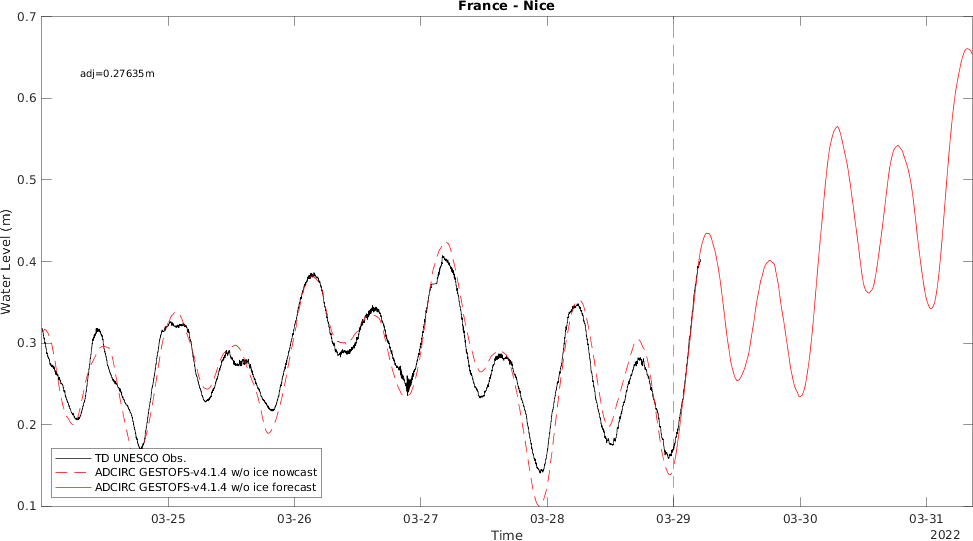 France - Nice
adj=0.27635m
0.7
0.6
0.5
0.4
0.3
0.2
0.1
Water Level (m)
TD UNESCO Obs.
ADCIRC GESTOFS-v4.1.4 w/o ice nowcast
ADCIRC GESTOFS-v4.1.4 w/o ice forecast
03-25 03-26 03-27 03-28 03-29 03-30 03-31
Time
2022